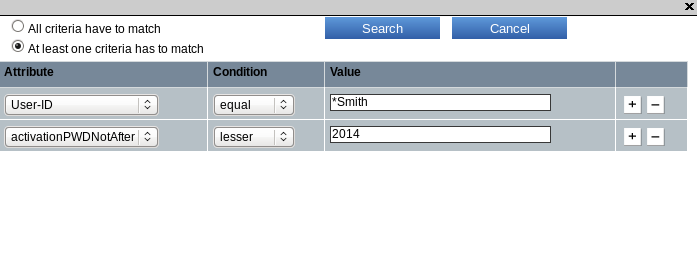 All criteria have to match
At least one criteria has to match
Search Cancel
Attribute Condition Value
User-ID equal *Smith + −
activationPWDNotAfter lesser 2014 + −